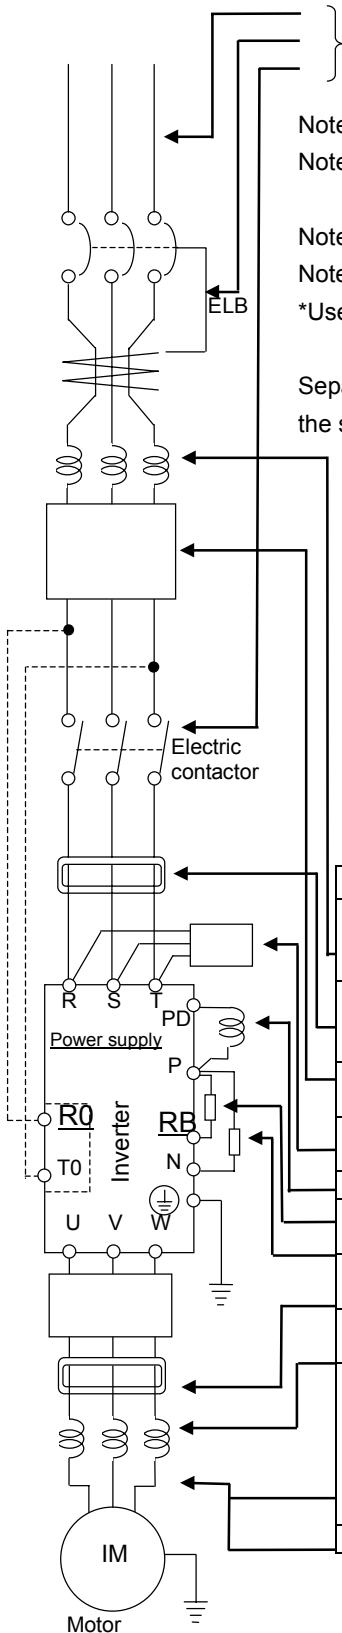 Note
Note
Note
Note
*Use
ELB
Sepa
the s
Electric
contactor
R S T
PD
Power supply
P
R0
Inverter
RB
T0
N
U V W
IM
Motor